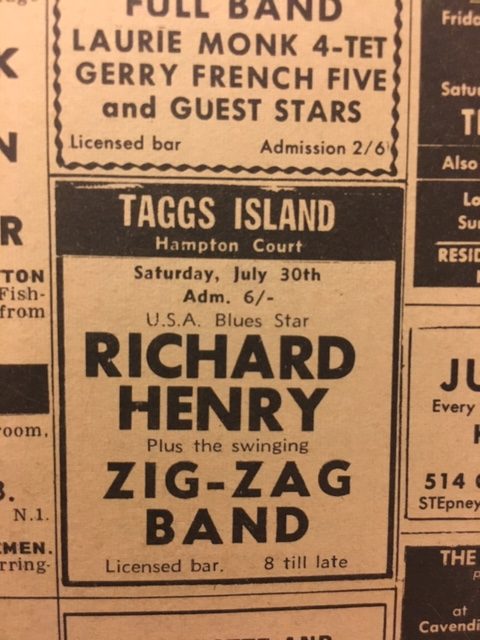 FULL BAND
LAURIE MONK 4-TET
GERRY FRENCH FIVE
and GUEST STARS
Licensed bar Admission 2/6
TAGGS ISLAND
Hampton Court
Saturday, July 30th
Adm. 6/-
U.S.A. Blues Star
RICHARD
HENRY
Plus the swinging
ZIG-ZAG
BAND
Licensed bar. 8 till late
TON
Fish-
from
room,
N.1.
MEN.
rring-
Also
RESID
JU
Every
514
STEpney
THE
at
Cavendi